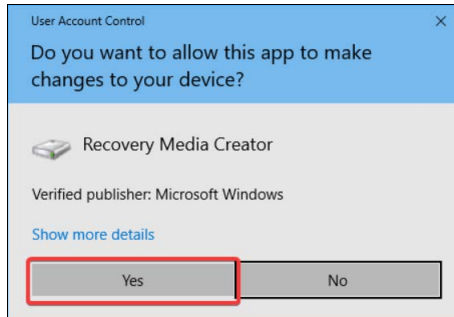 User Account Control
Do you want to allow this app to make
changes to your device?
Recovery Media Creator
Verified publisher: Microsoft Windows
Show more details
Yes
No